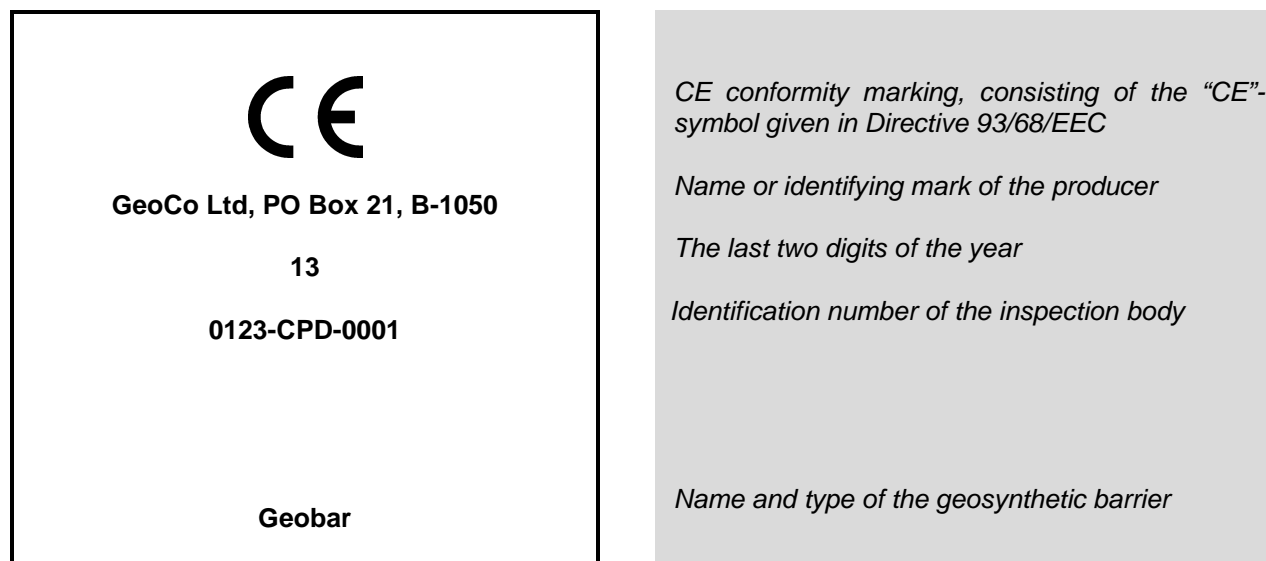 CE
GeoCo Ltd, PO Box 21, B-1050
13
0123-CPD-0001
Geobar
CE conformity marking, consisting of the “CE”-
symbol given in Directive 93/68/EEC
Name or identifying mark of the producer
The last two digits of the year
Identification number of the inspection body
Name and type of the geosynthetic barrier